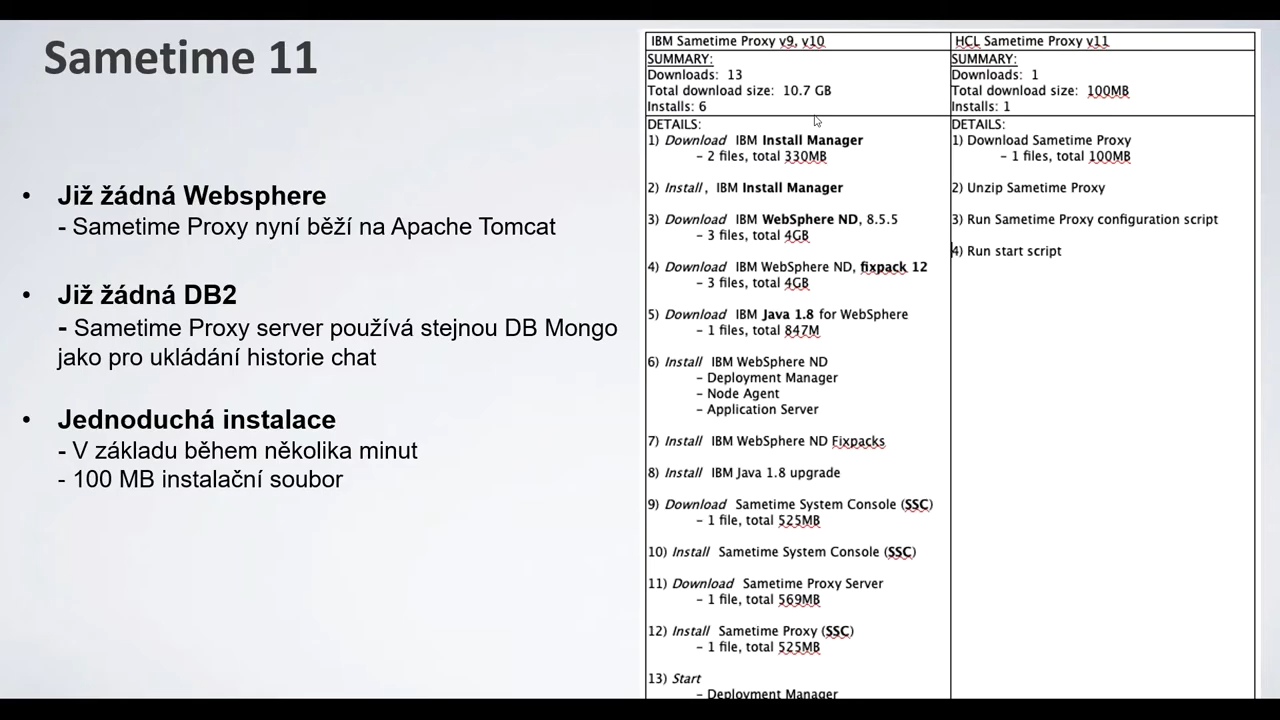 Sametime 11
• Již žádná Websphere
- Sametime Proxy nyní běží na Apache Tomcat
• Již žádná DB2
- Sametime Proxy server používá stejnou DB Mongo
jako pro ukládání historie chat
• Jednoduchá instalace
- V základu během několika minut
- 100 MB instalační soubor
IBM Sametime Proxy v9, v10
SUMMARY:
Downloads: 13
Total download size: 10.7 GB
Installs: 6
DETAILS:
1) Download IBM Install Manager
– 2 files, total 330MB
2) Install, IBM Install Manager
3) Download IBM WebSphere ND, 8.5.5
– 3 files, total 4GB
4) Download IBM WebSphere ND, fixpack 12
– 3 files, total 4GB
5) Download IBM Java 1.8 for WebSphere
– 1 files, total 847M
6) Install IBM WebSphere ND
– Deployment Manager
– Node Agent
– Application Server
7) Install IBM WebSphere ND Fixpacks
8) Install IBM Java 1.8 upgrade
9) Download Sametime System Console (SSC)
– 1 file, total 525MB
10) Install Sametime System Console (SSC)
11) Download Sametime Proxy Server
– 1 file, total 569MB
12) Install Sametime Proxy (SSC)
– 1 file, total 525MB
13) Start
– Deployment Manager
HCL Sametime Proxy v11
SUMMARY:
Downloads: 1
Total download size: 100MB
Installs: 1
DETAILS:
1) Download Sametime Proxy
– 1 files, total 100MB
2) Unzip Sametime Proxy
3) Run Sametime Proxy configuration script
4) Run start script